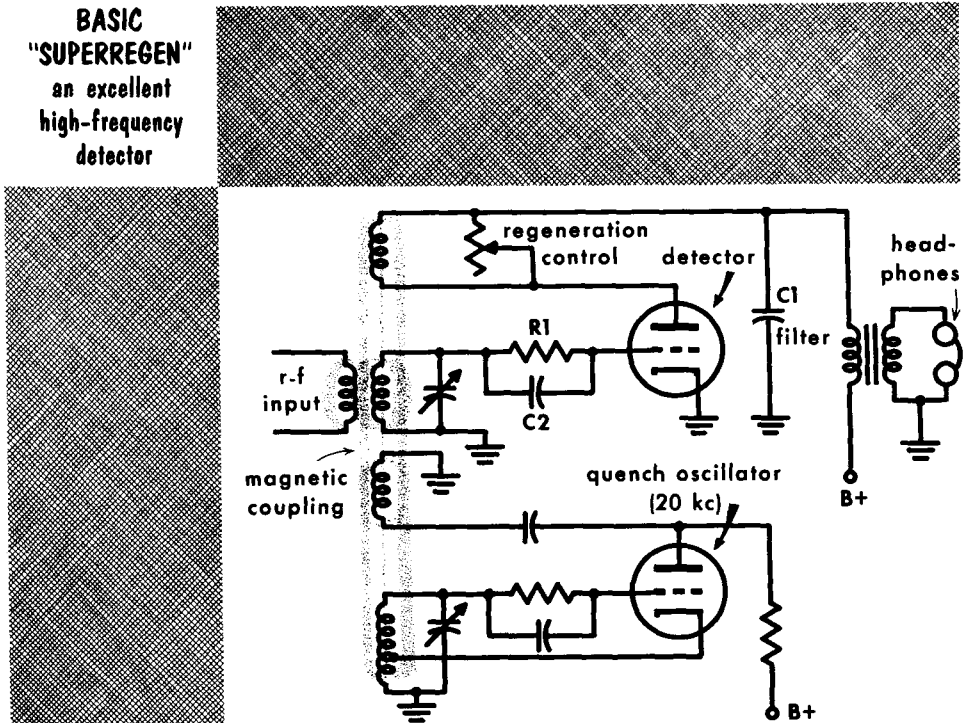 BASIC
"SUPERREGEN"
an excellent
high-frequency
detector
regeneration
control
detector
head-
phones
C1
filter
R1
C2
r-f
input
magnetic
coupling
quench oscillator
(20 kc)
B+
B+